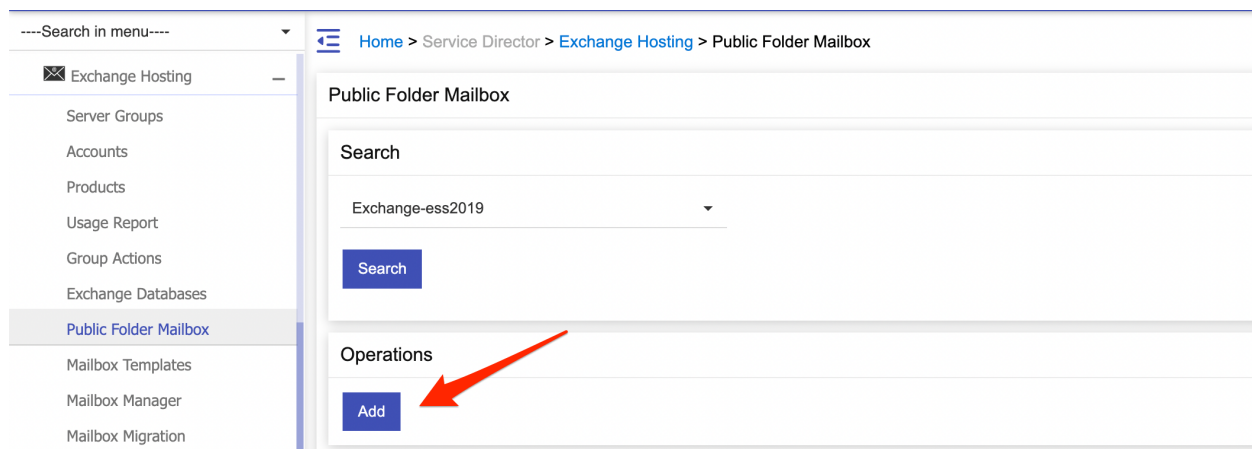 ----Search in menu----
Home > Service Director > Exchange Hosting > Public Folder Mailbox
Exchange Hosting
Server Groups
Accounts
Products
Usage Report
Group Actions
Exchange Databases
Public Folder Mailbox
Mailbox Templates
Mailbox Manager
Mailbox Migration
Public Folder Mailbox
Search
Exchange-ess2019
Search
Operations
Add